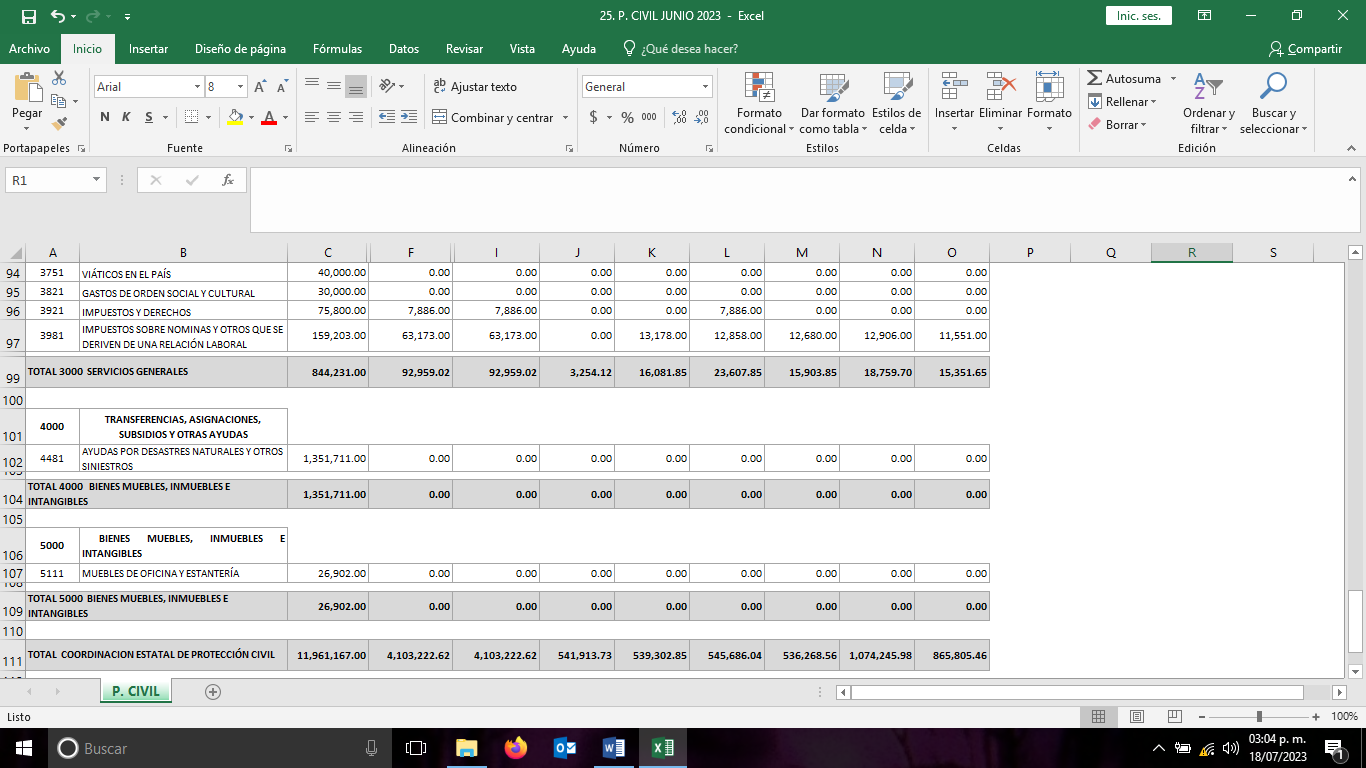 25. P. CIVIL JUNIO 2023 - Excel
Inic. ses.
Archivo Inicio Insertar Diseño de página Fórmulas Datos Revisar Vista Ayuda ¿Qué desea hacer? Compartir
Pegar
Portapapeles
Arial 8
N K S
Fuente
Ajustar texto
Combinar y centrar
Alineación
General
$ % 000
Número
Formato condicional
Dar formato como tabla
Estilos de celda
Estilos
Insertar Eliminar Formato
Celdas
Autosuma
Rellenar
Borrar
Ordenar y filtrar
Buscar y seleccionar
Edición
R1 fx
A B C F I J K L M N O P Q R S
94 3751 VIÁTICOS EN EL PAÍS 40,000.00 0.00 0.00 0.00 0.00 0.00 0.00 0.00 0.00
95 3821 GASTOS DE ORDEN SOCIAL Y CULTURAL 30,000.00 0.00 0.00 0.00 0.00 0.00 0.00 0.00 0.00
96 3921 IMPUESTOS Y DERECHOS 75,800.00 7,886.00 7,886.00 0.00 0.00 7,886.00 0.00 0.00 0.00
97 3981 IMPUESTOS SOBRE NOMINAS Y OTROS QUE SE DERIVEN DE UNA RELACIÓN LABORAL 159,203.00 63,173.00 63,173.00 0.00 13,178.00 12,858.00 12,680.00 12,906.00 11,551.00
99 TOTAL 3000 SERVICIOS GENERALES 844,231.00 92,959.02 92,959.02 3,254.12 16,081.85 23,607.85 15,903.85 18,759.70 15,351.65
100
101 4000 TRANSFERENCIAS, ASIGNACIONES, SUBSIDIOS Y OTRAS AYUDAS
102 4481 AYUDAS POR DESASTRES NATURALES Y OTROS SINIESTROS 1,351,711.00 0.00 0.00 0.00 0.00 0.00 0.00 0.00 0.00
104 TOTAL 4000 BIENES MUEBLES, INMUEBLES E INTANGIBLES 1,351,711.00 0.00 0.00 0.00 0.00 0.00 0.00 0.00 0.00
105
106 5000 BIENES MUEBLES, INMUEBLES E INTANGIBLES
107 5111 MUEBLES DE OFICINA Y ESTANTERÍA 26,902.00 0.00 0.00 0.00 0.00 0.00 0.00 0.00 0.00
109 TOTAL 5000 BIENES MUEBLES, INMUEBLES E INTANGIBLES 26,902.00 0.00 0.00 0.00 0.00 0.00 0.00 0.00 0.00
110
111 TOTAL COORDINACION ESTATAL DE PROTECCIÓN CIVIL 11,961,167.00 4,103,222.62 4,103,222.62 541,913.73 539,302.85 545,686.04 536,268.56 1,074,245.98 865,805.46
P. CIVIL
Listo
100%
Buscar
03:04 p. m.
18/07/2023
1